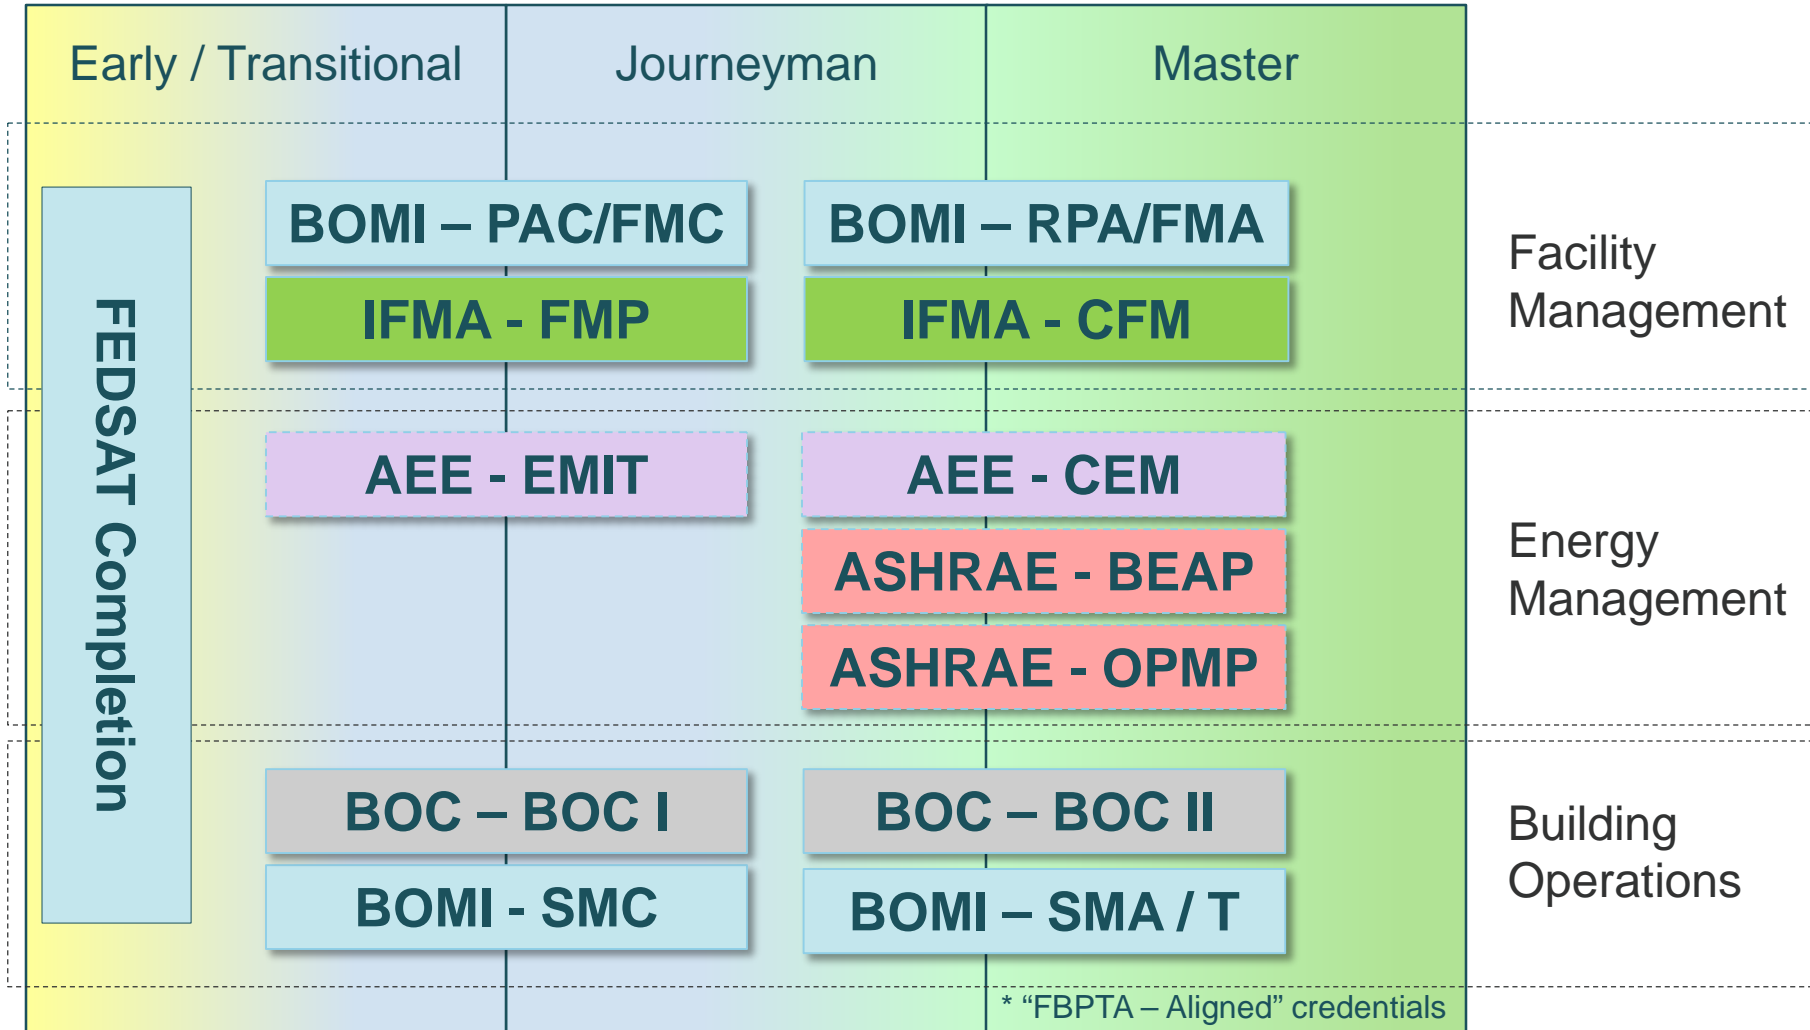 Early / Transitional
Journeyman
Master
FEDSAT Completion
BOMI – PAC/FMC
BOMI – RPA/FMA
IFMA - FMP
IFMA - CFM
Facility
Management
AEE - EMIT
AEE - CEM
ASHRAE - BEAP
ASHRAE - OPMP
Energy
Management
BOC – BOC I
BOC – BOC II
BOMI - SMC
BOMI – SMA / T
Building
Operations
* “FBPTA – Aligned” credentials